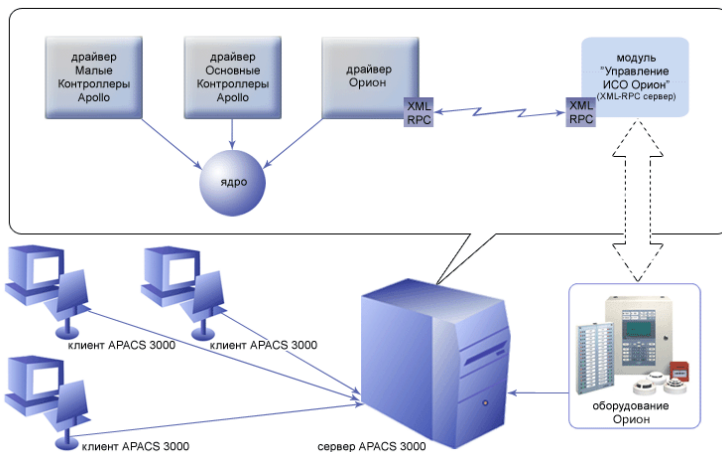 драйвер
Малые
Контроллеры
Apollo
драйвер
Основные
Контроллеры
Apollo
драйвер
Орион
XML
RPC
XML
RPC
модуль
"Управление
ИСО Орион"
(XML-RPC сервер)
ядро
клиент APACS 3000
клиент APACS 3000
клиент APACS 3000
сервер APACS 3000
оборудование
Орион